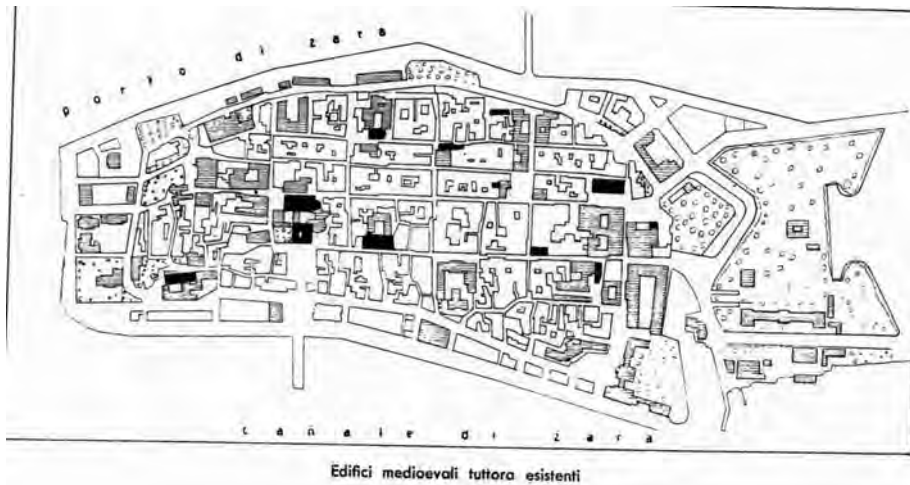 porto di zara
canale di zara
Edifici medioevali tuttora esistenti